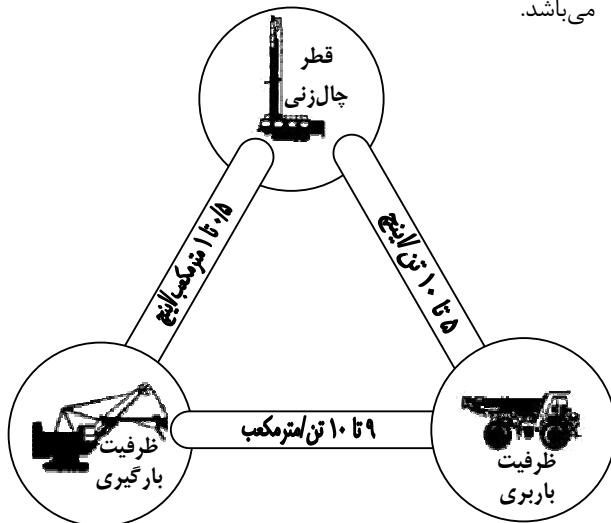 می‌باشد.
قطر
چال‌زنی
۰/۵ تا ۱ مترمکعب/اینچ
۵ تا ۱۰ تن/اینچ
ظرفیت
بارگیری
۹ تا ۱۰ تن/مترمکعب
ظرفیت
باربری